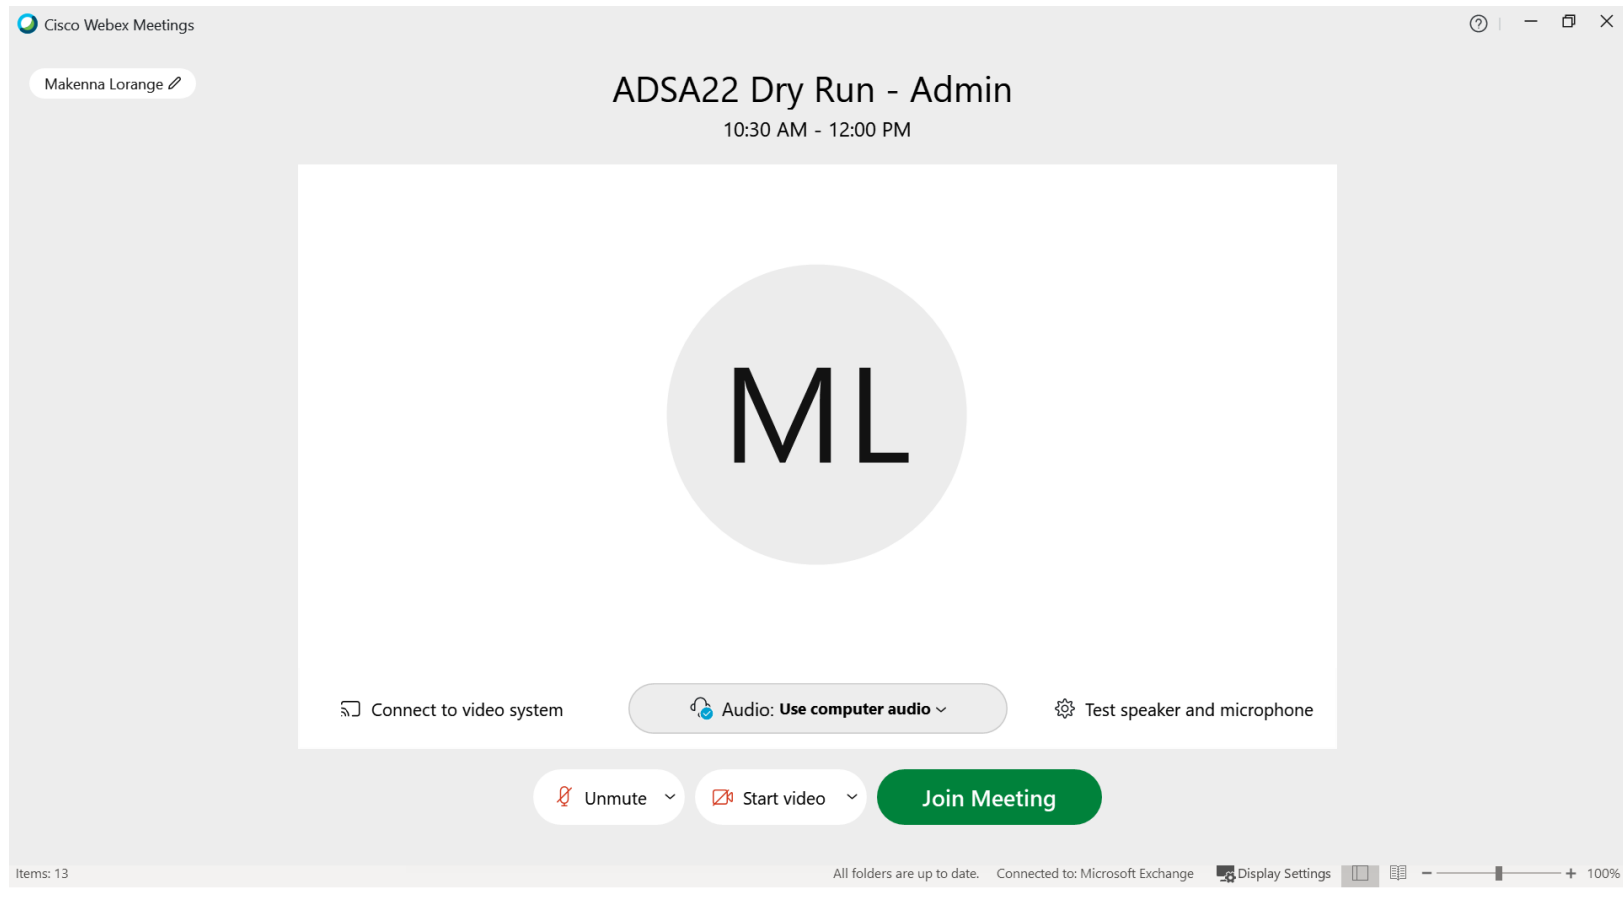 Cisco Webex Meetings
Makenna Lorange
ADSA22 Dry Run - Admin
10:30 AM - 12:00 PM
ML
Connect to video system
Audio: Use computer audio
Test speaker and microphone
Unmute
Start video
Join Meeting
Items: 13
All folders are up to date.
Connected to: Microsoft Exchange
Display Settings
100%